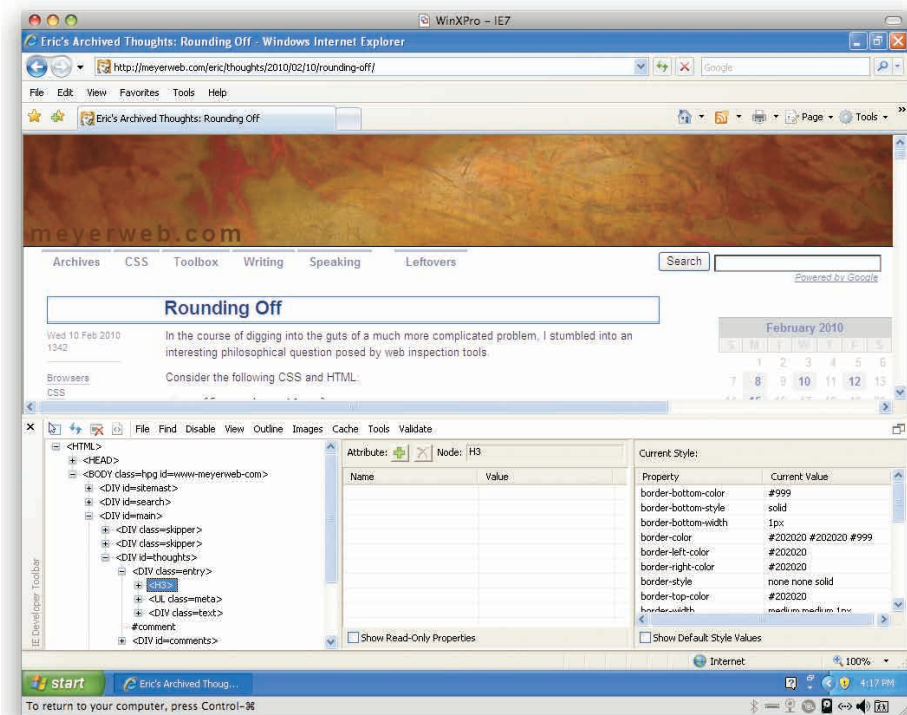 WinXPro – IE7
Eric's Archived Thoughts: Rounding Off - Windows Internet Explorer
http://meyerweb.com/eric/thoughts/2010/02/10/rounding-off/
Google
File Edit View Favorites Tools Help
Eric's Archived Thoughts: Rounding Off
Page Tools »
meyerweb.com
Archives CSS Toolbox Writing Speaking Leftovers
Search
Powered by Google
Rounding Off
Wed 10 Feb 2010
1342
In the course of digging into the guts of a much more complicated problem, I stumbled into an
interesting philosophical question posed by web inspection tools.
Consider the following CSS and HTML:
Browsers
CSS
February 2010
S M T W T F S
1 2 3 4 5 6
7 8 9 10 11 12 13
File Find Disable View Outline Images Cache Tools Validate
IE Developer Toolbar
<HTML>
<HEAD>
<BODY class=hpg id=www-meyerweb-com>
<DIV id=sitemast>
<DIV id=search>
<DIV id=main>
<DIV class=skipper>
<DIV class=skipper>
<DIV id=thoughts>
<DIV class=entry>
<H3>
<UL class=meta>
<DIV class=text>
#comment
<DIV id=comments>
Attribute: Node: H3
Name Value
Show Read-Only Properties
Current Style:
Property Current Value
border-bottom-color #999
border-bottom-style solid
border-bottom-width 1px
border-color #202020 #202020 #999
border-left-color #202020
border-right-color #202020
border-style none none solid
border-top-color #202020
border-width medium medium 1px
Show Default Style Values
Internet 100%
start Eric's Archived Thoug... 4:17 PM
To return to your computer, press Control-⌘